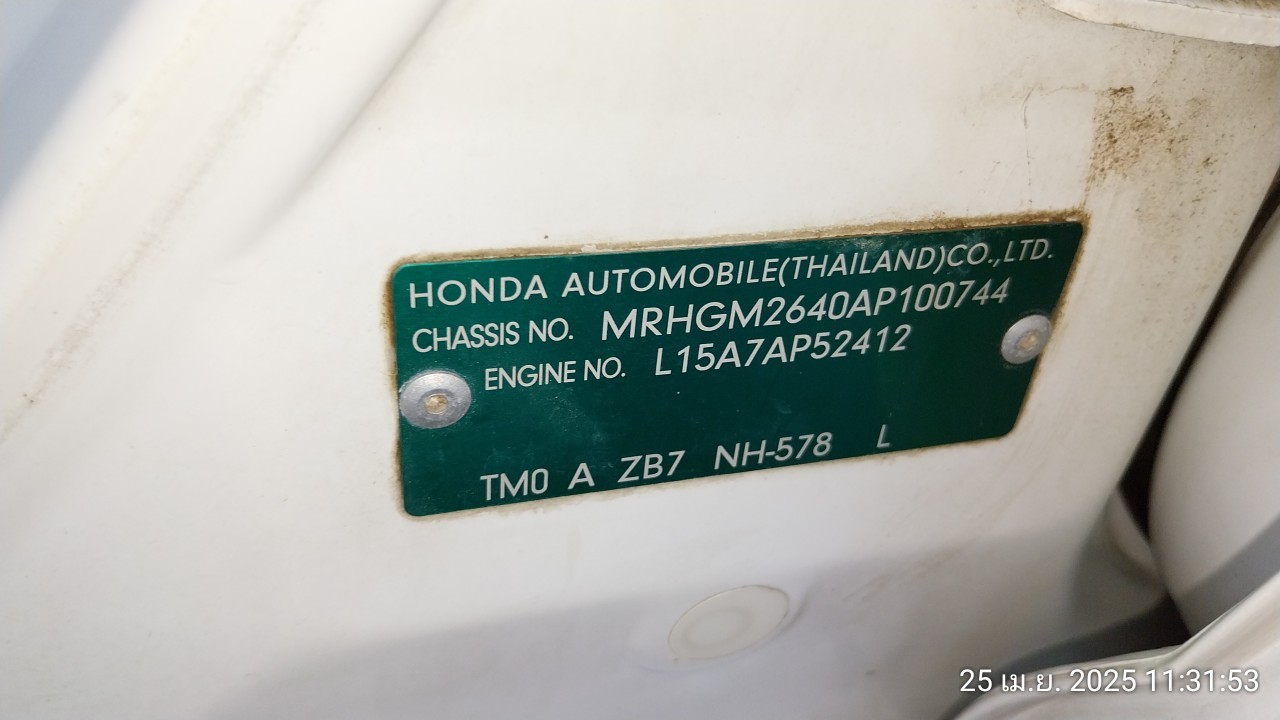 HONDA AUTOMOBILE(THAILAND)CO.,LTD.
CHASSIS NO. MRHGM2640AP100744
ENGINE NO. L15A7AP52412
TM0 A ZB7 NH-578 L
25 เม.ย. 2025 11:31:53